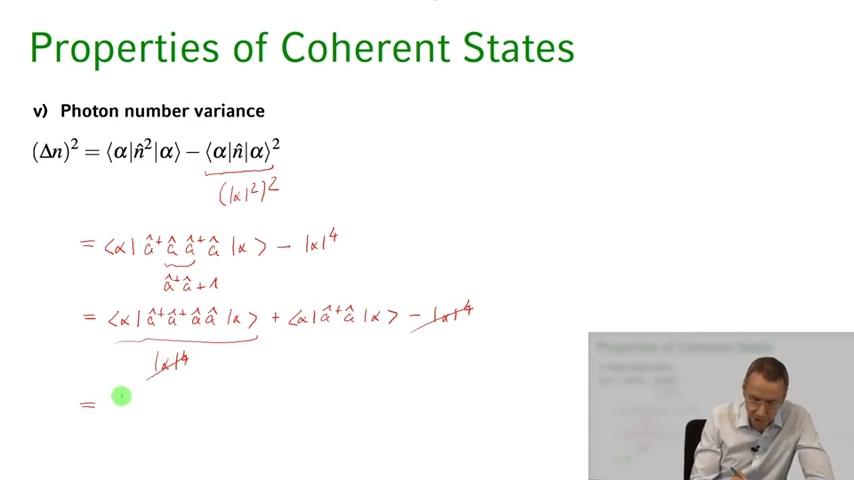 Properties of Coherent States
v) Photon number variance
(Δn)² = ⟨α|n̂²|α⟩ − ⟨α|n̂|α⟩²
(|α|²)²
= ⟨α| â⁺ â â⁺ â |α⟩ − |α|⁴
â⁺â + 1
= ⟨α| â⁺ â⁺ â â |α⟩ + ⟨α| â⁺ â |α⟩ − |α|⁴
|α|⁴
=